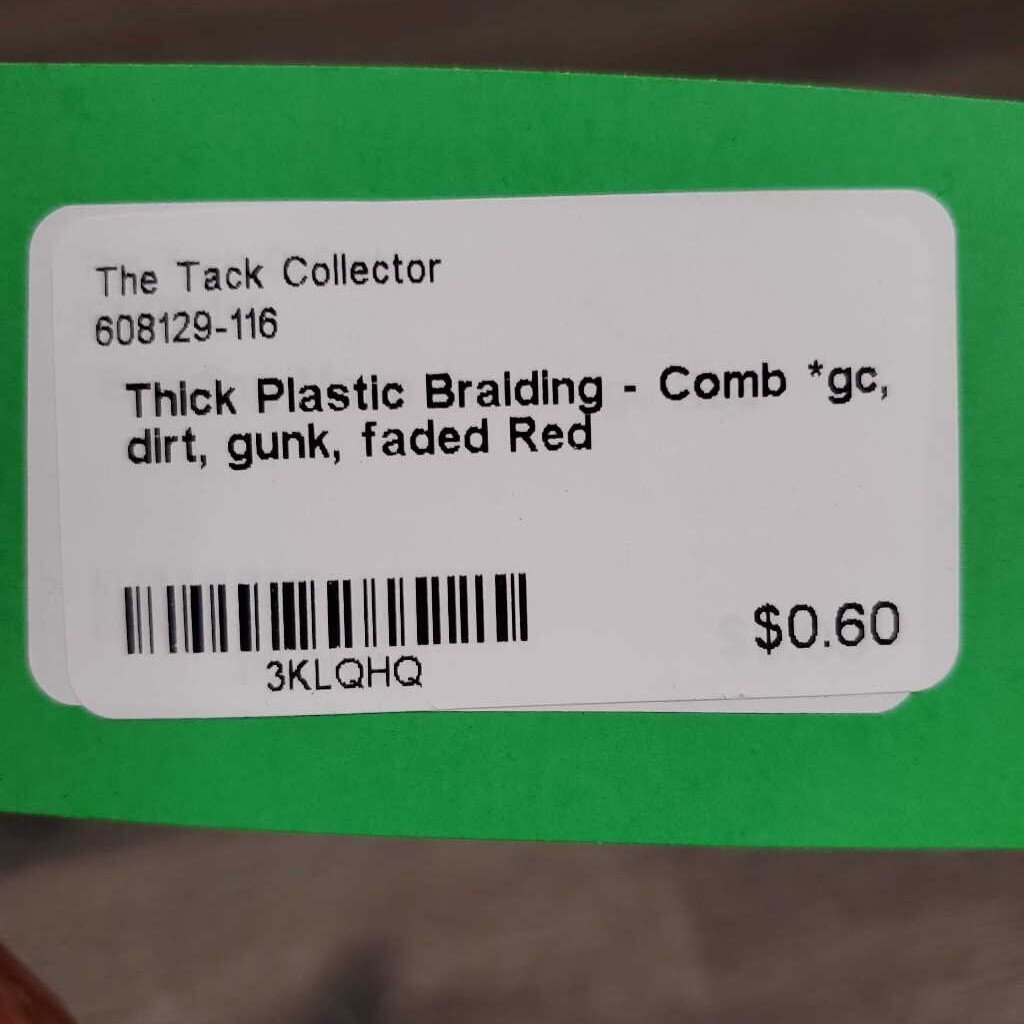 The Tack Collector
608129-116
Thick Plastic Braiding - Comb *gc,
dirt, gunk, faded Red
3KLQHQ
$0.60